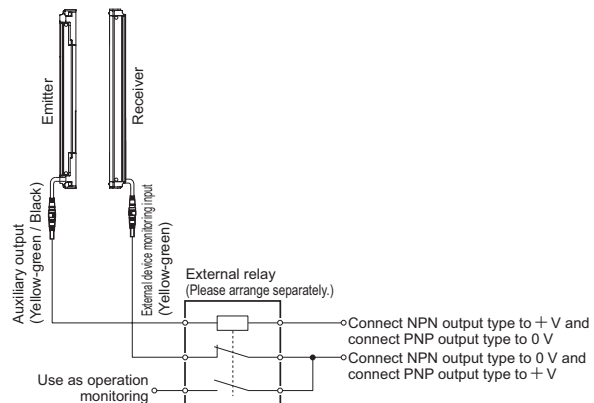 Emitter
Receiver
Auxiliary output
(Yellow-green / Black)
External device monitoring input
(Yellow-green)
External relay
(Please arrange separately.)
Connect NPN output type to +V and
connect PNP output type to 0 V
Connect NPN output type to 0 V and
connect PNP output type to +V
Use as operation
monitoring